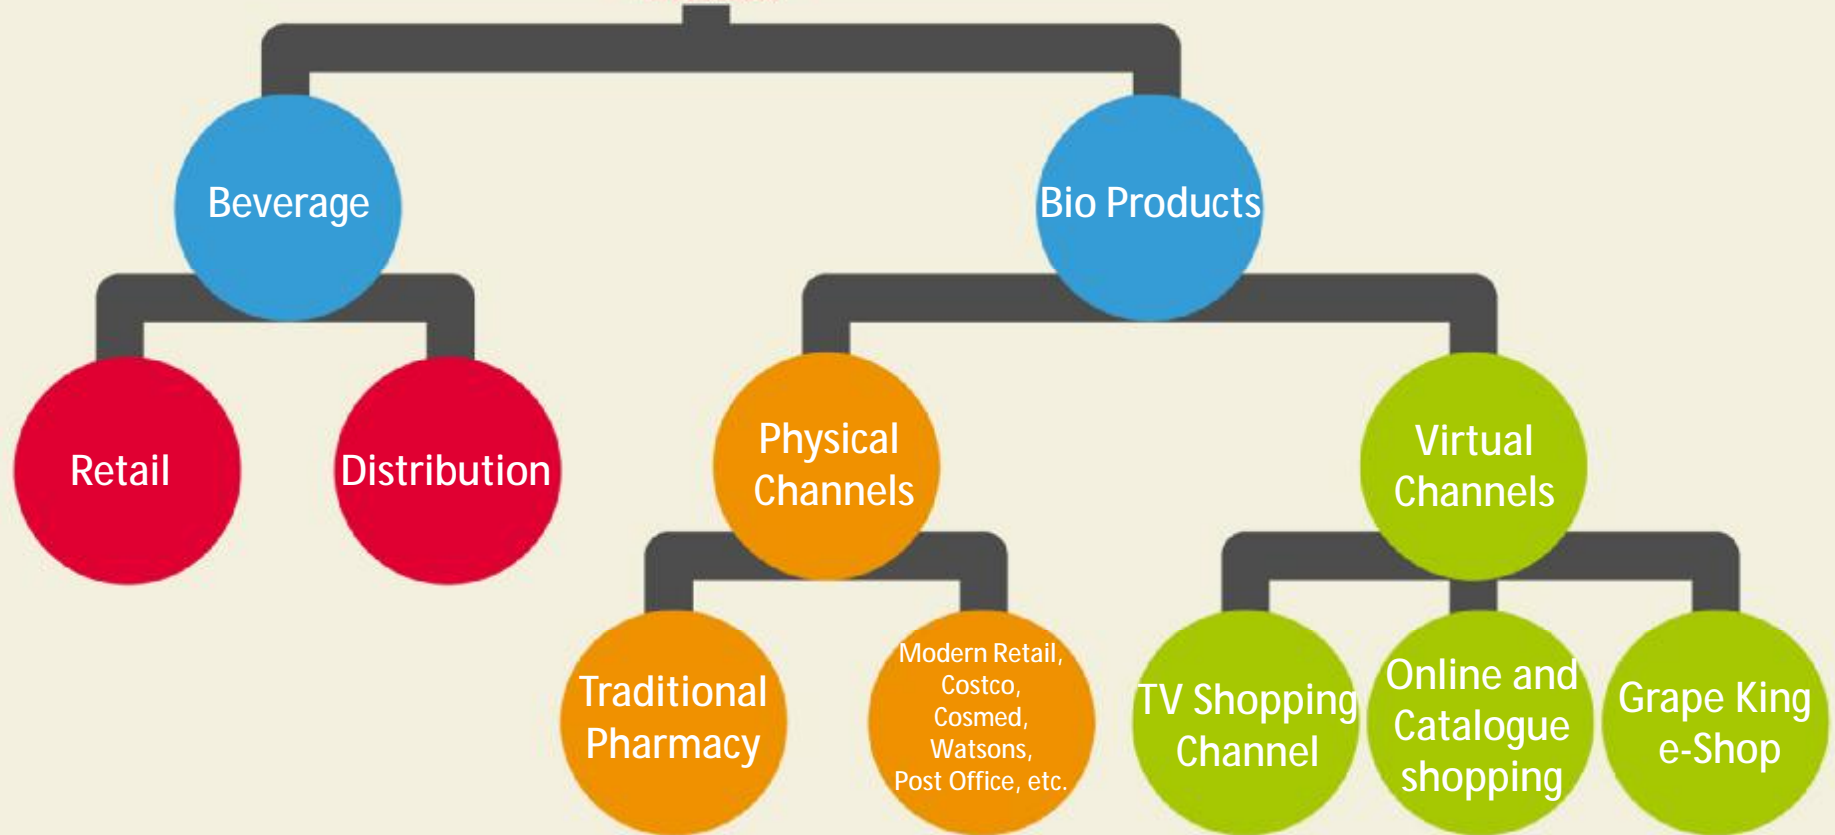 Beverage
Bio Products
Retail
Distribution
Physical
Channels
Virtual
Channels
Traditional
Pharmacy
Modern Retail,
Costco,
Cosmed,
Watsons,
Post Office, etc.
TV Shopping
Channel
Online and
Catalogue
shopping
Grape King
e-Shop